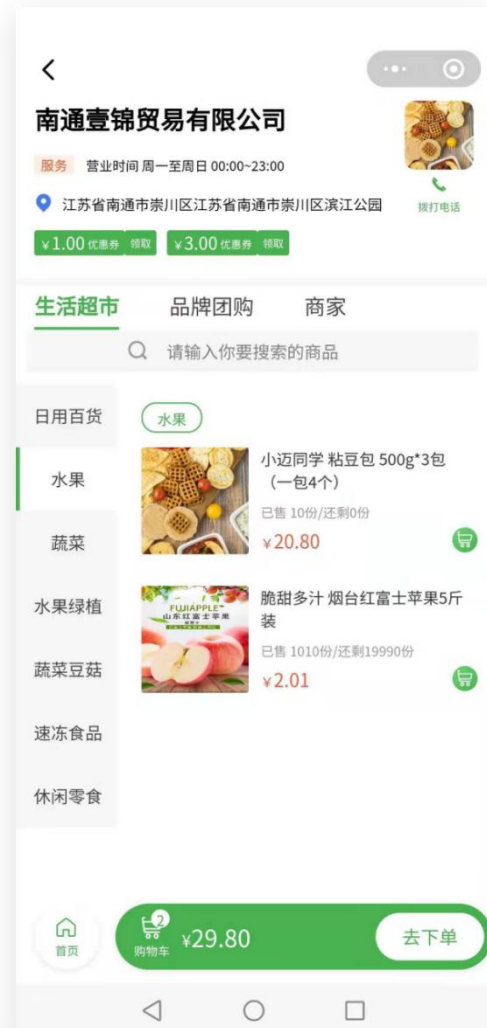 南通壹锦贸易有限公司
服务 营业时间 周一至周日 00:00~23:00
江苏省南通市崇川区江苏省南通市崇川区滨江公园
拨打电话
¥1.00 优惠券 领取 ¥3.00 优惠券 领取
生活超市 品牌团购 商家
请输入你要搜索的商品
日用百货
水果
蔬菜
水果绿植
蔬菜豆菇
速冻食品
休闲零食
水果
小迈同学 粘豆包 500g*3包
（一包4个）
已售 10份/还剩0份
¥20.80
FUJIAPPLE
山东红富士苹果
脆甜多汁 烟台红富士苹果5斤
装
已售 1010份/还剩19990份
¥2.01
首页
2
购物车
¥29.80
去下单